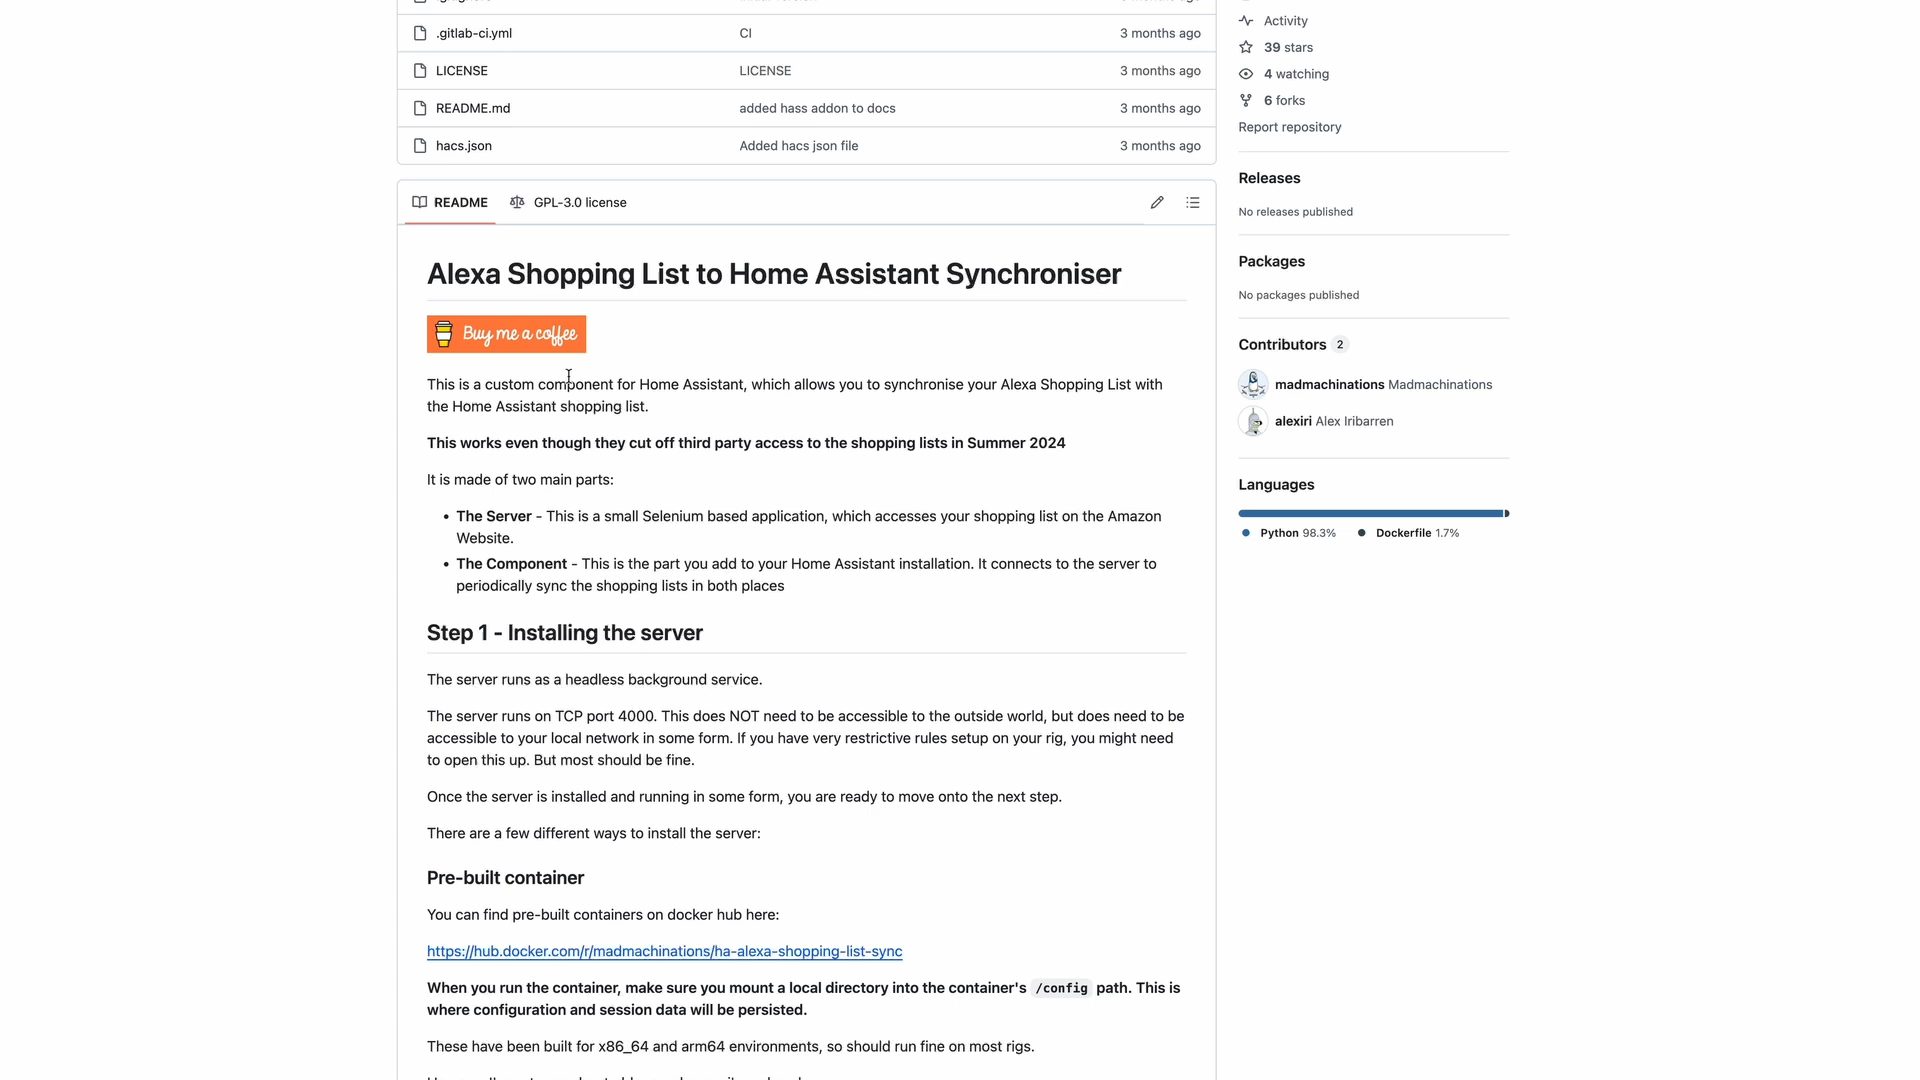 Activity
.gitlab-ci.yml CI 3 months ago
39 stars
LICENSE LICENSE 3 months ago
4 watching
README.md added hass addon to docs 3 months ago
6 forks
Report repository
hacs.json Added hacs json file 3 months ago
README GPL-3.0 license
Alexa Shopping List to Home Assistant Synchroniser
Buy me a coffee
This is a custom component for Home Assistant, which allows you to synchronise your Alexa Shopping List with
the Home Assistant shopping list.
This works even though they cut off third party access to the shopping lists in Summer 2024
It is made of two main parts:
• The Server - This is a small Selenium based application, which accesses your shopping list on the Amazon
Website.
• The Component - This is the part you add to your Home Assistant installation. It connects to the server to
periodically sync the shopping lists in both places
Step 1 - Installing the server
The server runs as a headless background service.
The server runs on TCP port 4000. This does NOT need to be accessible to the outside world, but does need to be
accessible to your local network in some form. If you have very restrictive rules setup on your rig, you might need
to open this up. But most should be fine.
Once the server is installed and running in some form, you are ready to move onto the next step.
There are a few different ways to install the server:
Pre-built container
You can find pre-built containers on docker hub here:
https://hub.docker.com/r/madmachinations/ha-alexa-shopping-list-sync
When you run the container, make sure you mount a local directory into the container's /config path. This is
where configuration and session data will be persisted.
These have been built for x86_64 and arm64 environments, so should run fine on most rigs.
Releases
No releases published
Packages
No packages published
Contributors 2
madmachinations Madmachinations
alexiri Alex Iribarren
Languages
Python 98.3% Dockerfile 1.7%